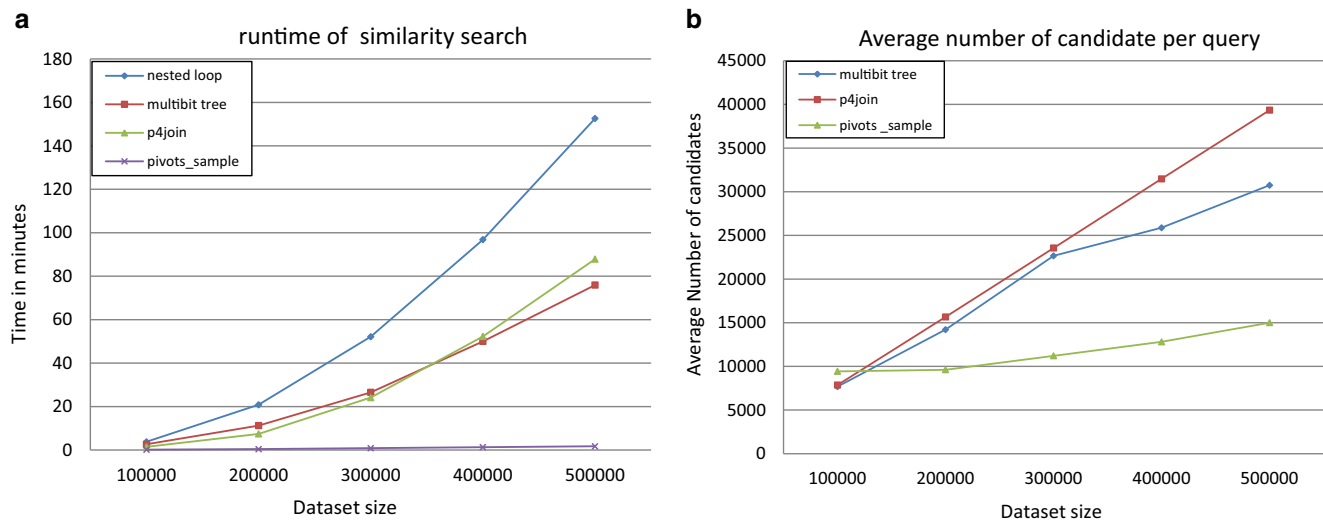 a
runtime of similarity search
180
160
140
120
100
80
60
40
20
0
Time in minutes
nested loop
multibit tree
p4join
pivots_sample
100000 200000 300000 400000 500000
Dataset size
b
Average number of candidate per query
45000
40000
35000
30000
25000
20000
15000
10000
5000
0
Average Number of candidates
multibit tree
p4join
pivots _sample
100000 200000 300000 400000 500000
Dataset size